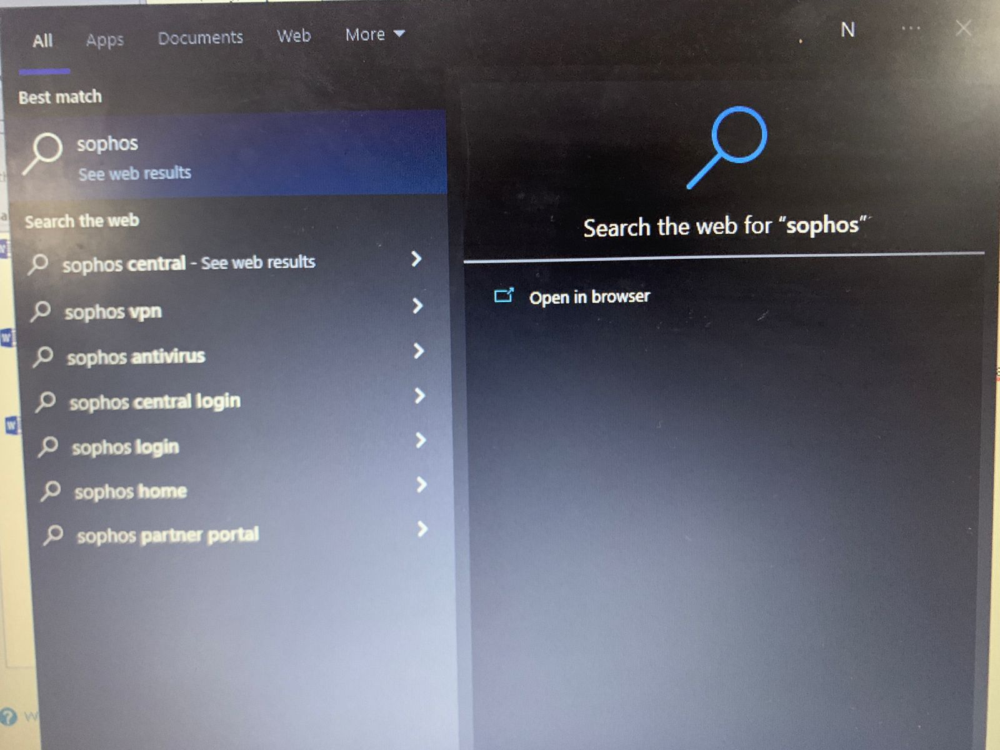 All Apps Documents Web More N ... 
Best match
sophos
See web results
Search the web
sophos central - See web results
sophos vpn
sophos antivirus
sophos central login
sophos login
sophos home
sophos partner portal
Search the web for "sophos"
Open in browser